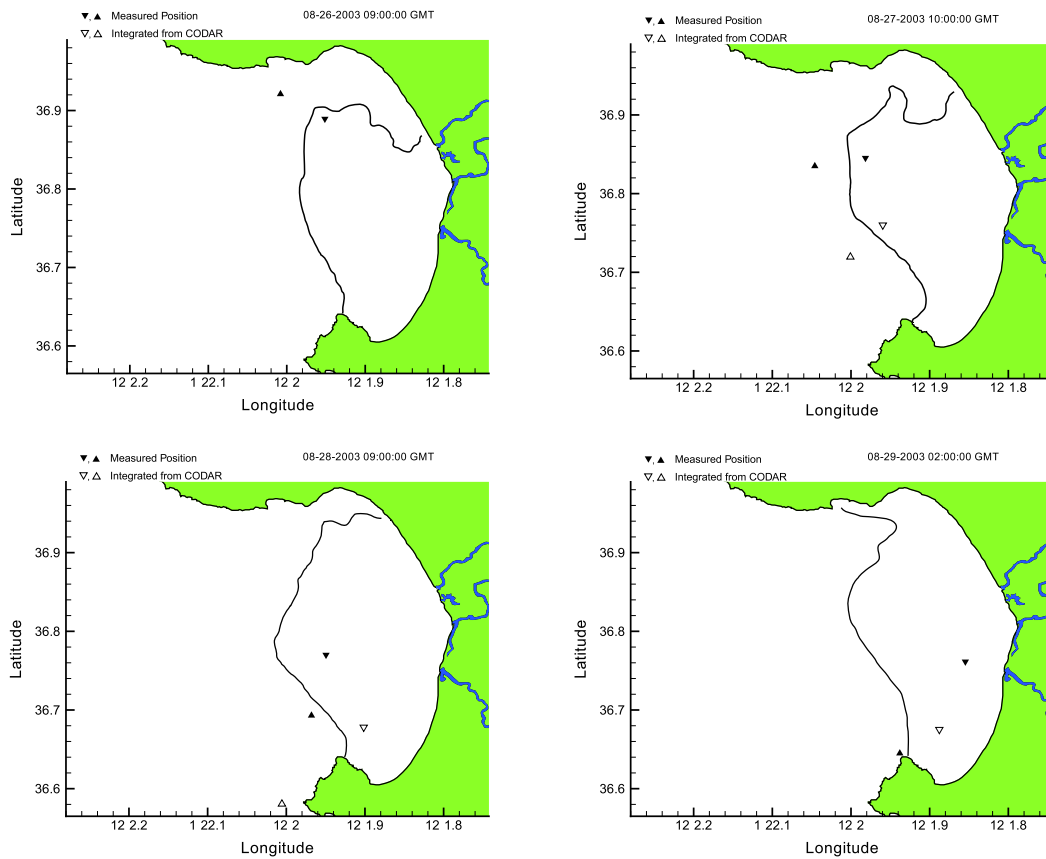 ▼, ▲ Measured Position 08-26-2003 09:00:00 GMT
▽, △ Integrated from CODAR
36.9
36.8
36.7
36.6
Latitude
12 2.2 1 22.1 12 2 12 1.9 12 1.8
Longitude
▼, ▲ Measured Position 08-27-2003 10:00:00 GMT
▽, △ Integrated from CODAR
36.9
36.8
36.7
36.6
Latitude
12 2.2 1 22.1 12 2 12 1.9 12 1.8
Longitude
▼, ▲ Measured Position 08-28-2003 09:00:00 GMT
▽, △ Integrated from CODAR
36.9
36.8
36.7
36.6
Latitude
12 2.2 1 22.1 12 2 12 1.9 12 1.8
Longitude
▼, ▲ Measured Position 08-29-2003 02:00:00 GMT
▽, △ Integrated from CODAR
36.9
36.8
36.7
36.6
Latitude
12 2.2 1 22.1 12 2 12 1.9 12 1.8
Longitude